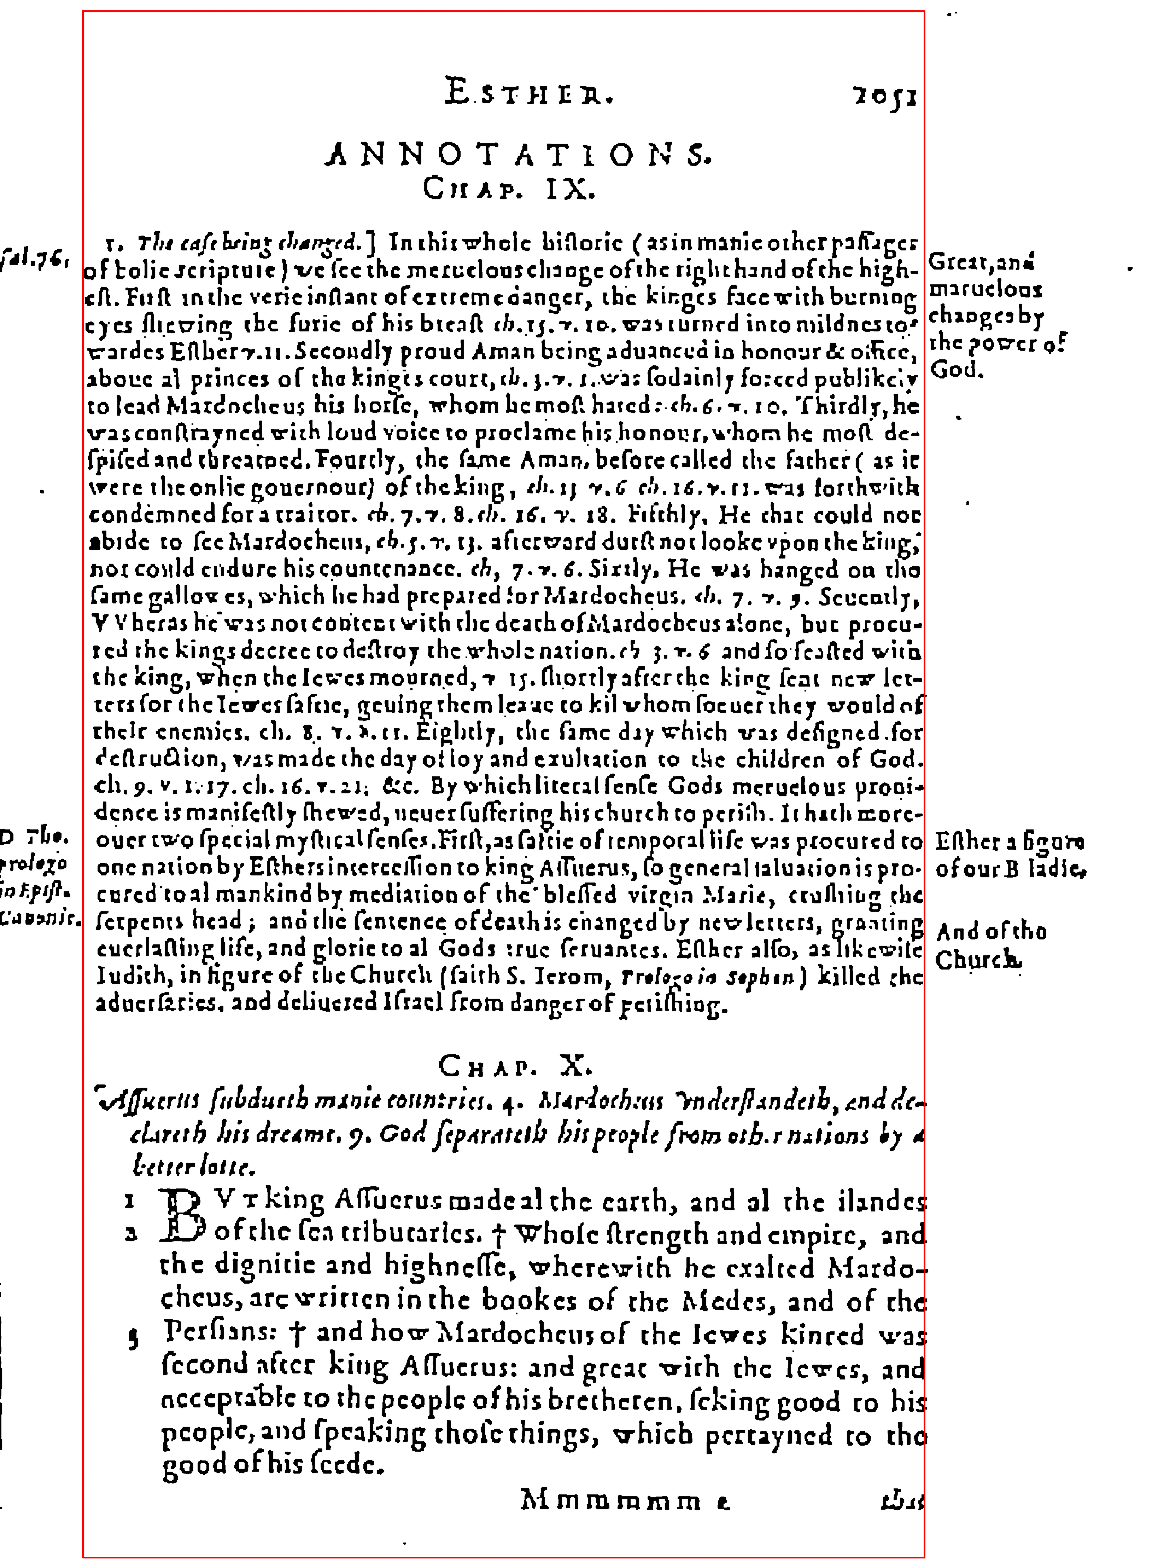 ESTHER. 1051
ANNOTATIONS.
CHAP. IX.
1. The case being changed.] In this whole historie (as in manie other passages
of holie scripture) we see the meruelous change of the right hand of the high-
est. First in the verie instant of extreme danger, the kinges face with burning
eyes shewing the furie of his breast ch.15. v. 10. was turned into mildnes to-
wardes Esther v.11. Secondly proud Aman being aduanced in honour & office,
aboue al princes of the kinges court, ch. 3. v. 1. was sodainly forced publikely
to lead Mardocheus his horse, whom he most hated: ch. 6. v. 10. Thirdly, he
was constrayned with loud voice to proclame his honour, whom he most de-
spised and threatned. Fourtly, the same Aman, before called the father (as it
were the onlie gouernour) of the king, ch. 13 v. 6 ch. 16. v. 11. was forthwith
condemned for a traitor. ch. 7. v. 8. ch. 16. v. 18. Fifthly, He that could not
abide to see Mardocheus, ch. 5. v. 13. afterward durst not looke vpon the king,
nor could endure his countenance. ch, 7. v. 6. Sixtly, He was hanged on the
same gallowes, which he had prepared for Mardocheus. ch. 7. v. 9. Seuently,
VVheras he was not content with the death of Mardocheus alone, but procu-
red the kings decree to destroy the whole nation. ch 3. v. 6 and so feasted with
the king, when the Iewes mourned, v 15. shortly after the king sent new let-
ters for the Iewes saftie, geuing them leaue to kil whom soeuer they would of
their enemies. ch. 8. v. 11. Eightly, the same day which was designed for
destruction, was made the day of ioy and exultation to the children of God.
ch. 9. v. 1. 17. ch. 16. v. 21; &c. By which literal sense Gods meruelous proui-
dence is manifestly shewed, neuer suffering his church to perish. It hath more-
ouer two special mystical senses. First, as saftie of temporal life was procured to
one nation by Esthers intercession to king Assuerus, so general saluation is pro-
cured to al mankind by mediation of the blessed virgin Marie, crushing the
serpents head; and the sentence of death is changed by new letters, granting
euerlasting life, and glorie to al Gods true seruantes. Esther also, as likewise
Iudith, in figure of the Church (saith S. Ierom, Prologo in Sophon) killed the
aduersaries, and deliuered Israel from danger of perishing.
sal.76,
Great, and
maruelous
changes by
the power of
God.
D Tho.
prologo
in Epist.
Canonic.
Esther a figure
of our B ladie,
And of the
Church.
CHAP. X.
Assuerus subdueth manie countries. 4. Mardocheus vnderstandeth, and de-
clareth his dreame. 9. God separateth his people from other nations by a
better lotte.
1 BVT king Assuerus made al the earth, and al the ilandes
2 of the sea tributaries. † Whose strength and empire, and
the dignitie and highnesse, wherewith he exalted Mardo-
cheus, are written in the bookes of the Medes, and of the
3 Persians: † and how Mardocheus of the Iewes kinred was
second after king Assuerus: and great with the Iewes, and
acceptable to the people of his bretheren, seking good to his
people, and speaking those things, which pertayned to the
good of his seede.
Mmmmmm 2 that